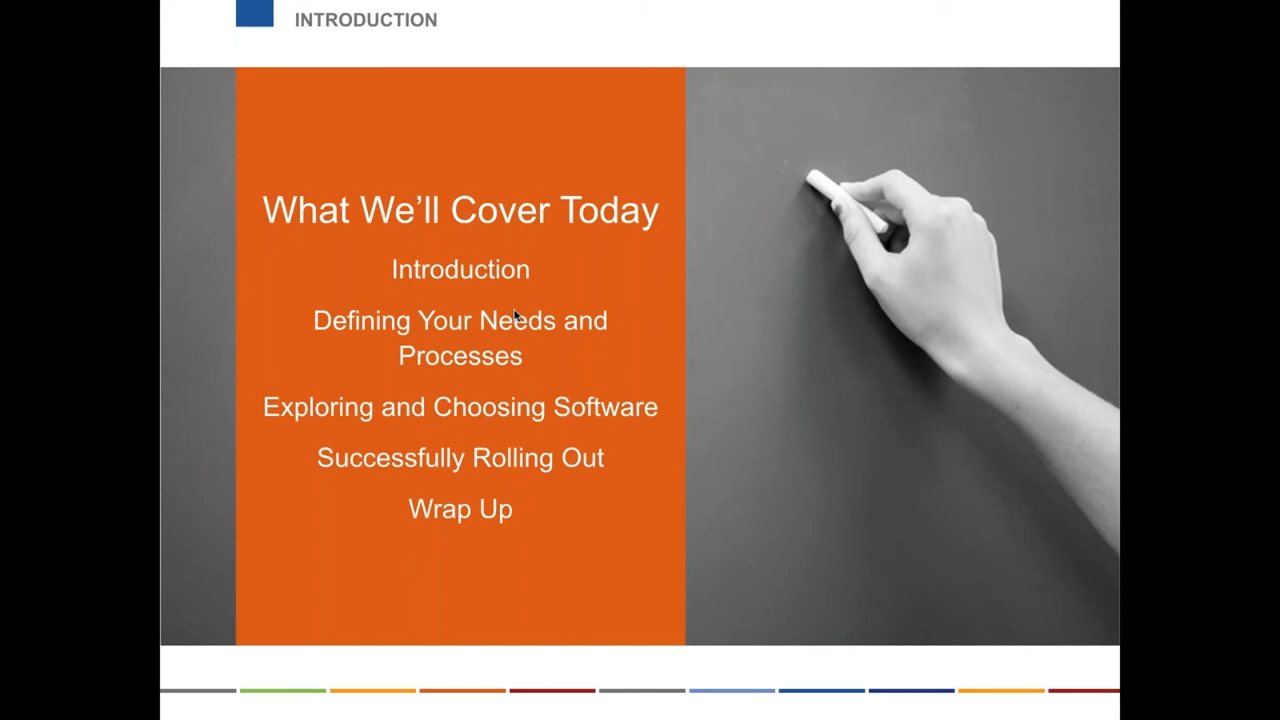 INTRODUCTION
What We’ll Cover Today
Introduction
Defining Your Needs and
Processes
Exploring and Choosing Software
Successfully Rolling Out
Wrap Up